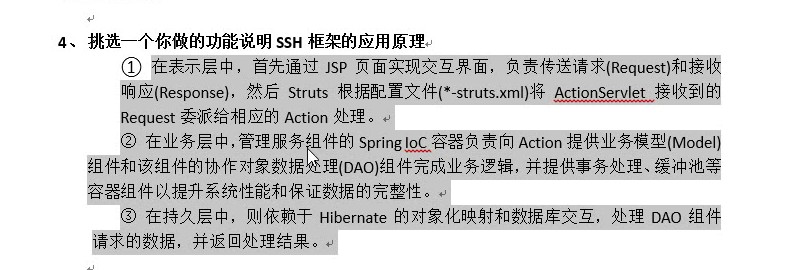 4、挑选一个你做的功能说明 SSH 框架的应用原理
① 在表示层中，首先通过 JSP 页面实现交互界面，负责传送请求(Request)和接收
响应(Response)，然后 Struts 根据配置文件(*-struts.xml)将 ActionServlet 接收到的
Request 委派给相应的 Action 处理。
② 在业务层中，管理服务组件的 Spring IoC 容器负责向 Action 提供业务模型(Model)
组件和该组件的协作对象数据处理(DAO)组件完成业务逻辑，并提供事务处理、缓冲池等
容器组件以提升系统性能和保证数据的完整性。
③ 在持久层中，则依赖于 Hibernate 的对象化映射和数据库交互，处理 DAO 组件
请求的数据，并返回处理结果。